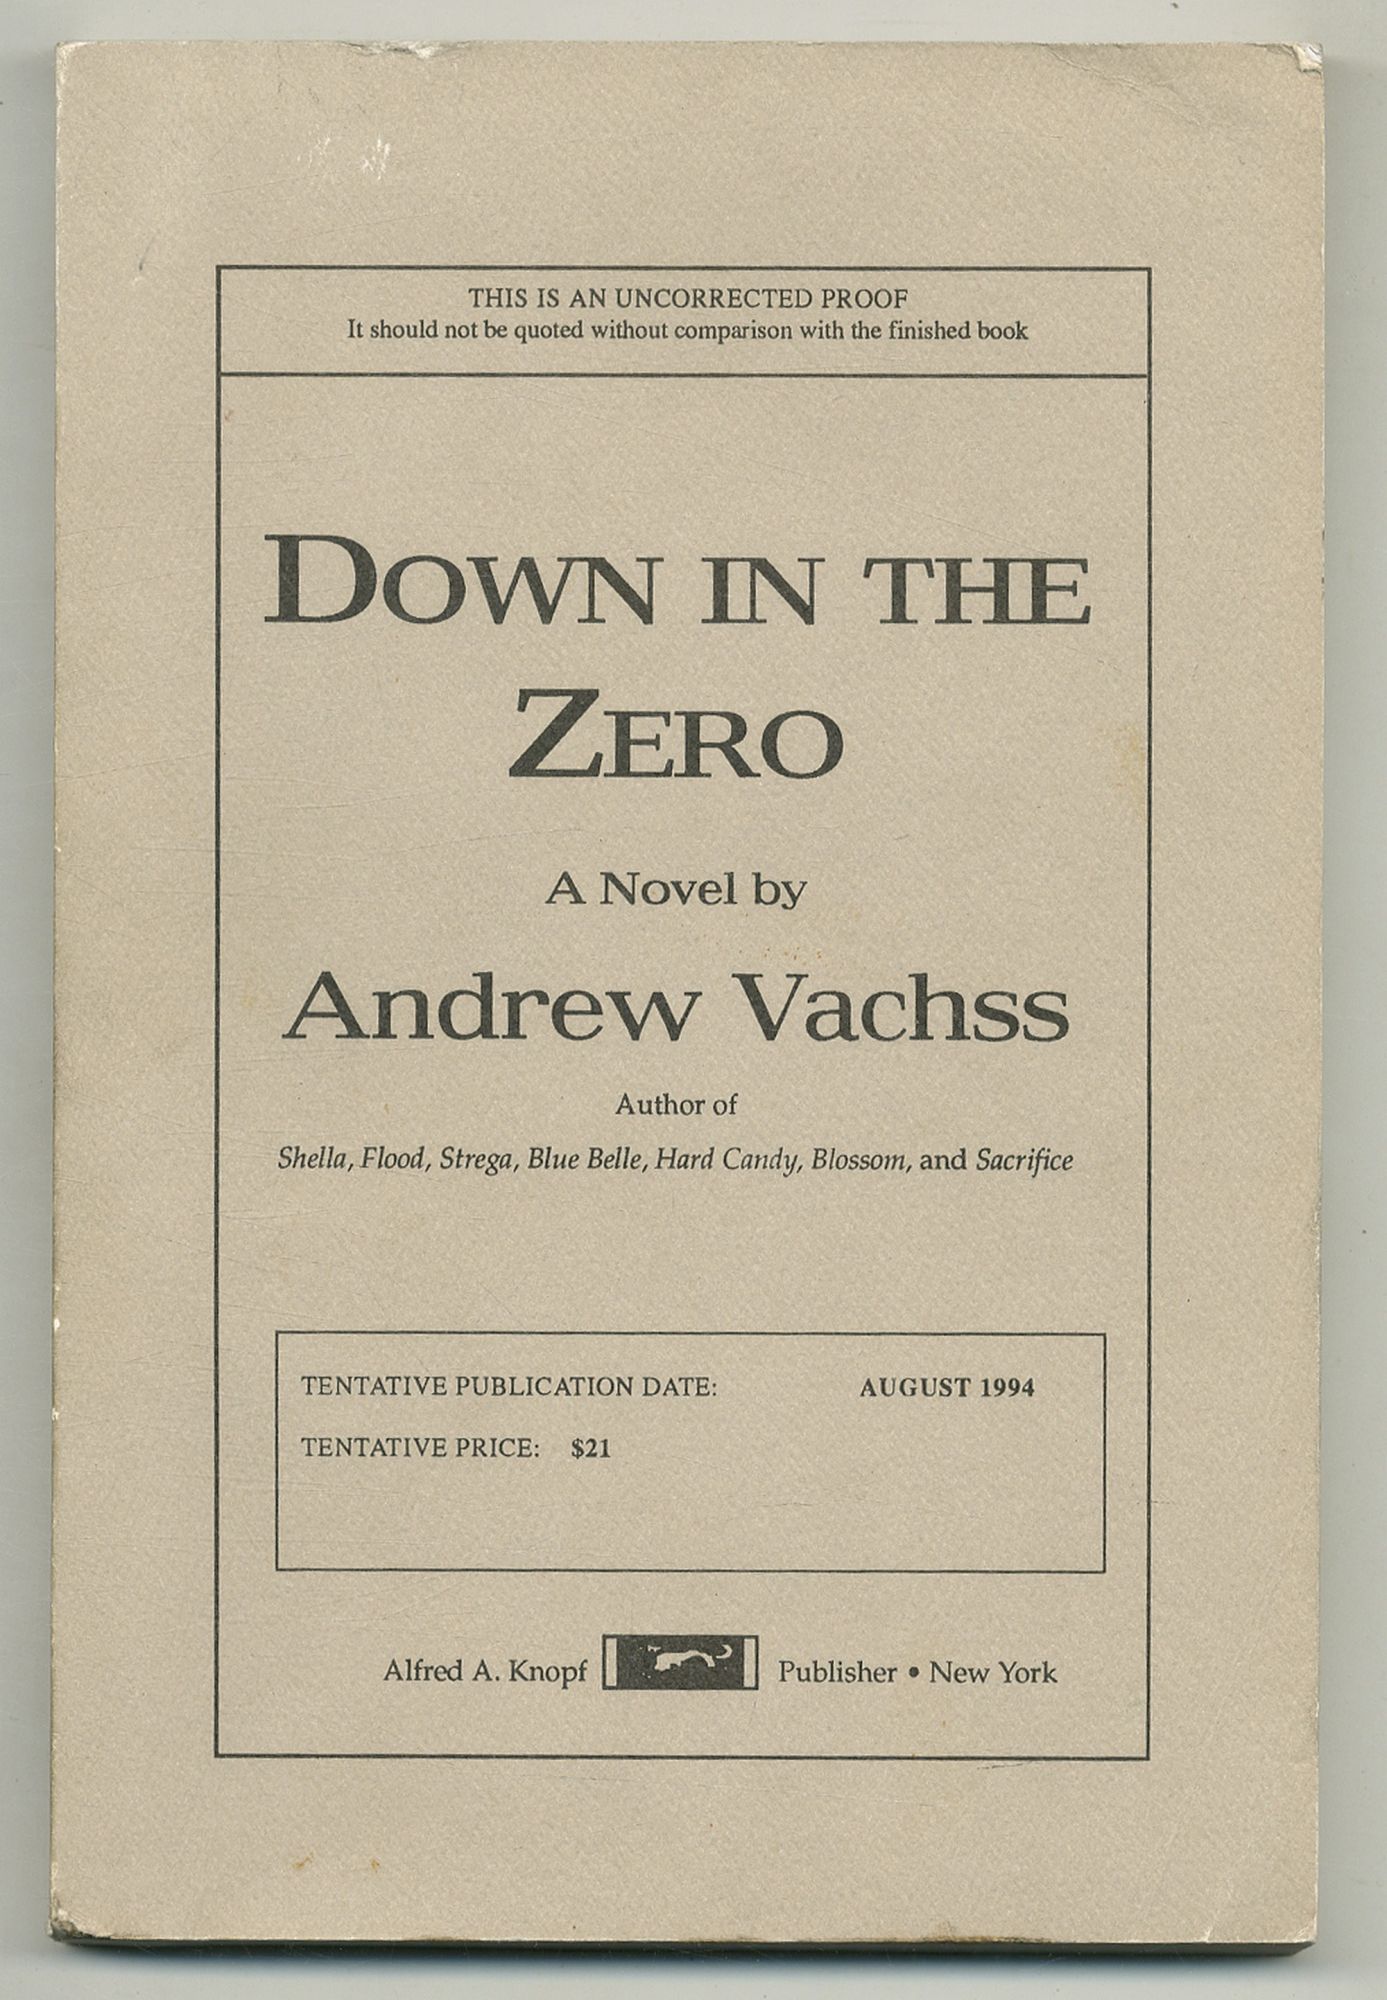 THIS IS AN UNCORRECTED PROOF
It should not be quoted without comparison with the finished book
DOWN IN THE
ZERO
A Novel by
Andrew Vachss
Author of
Shella, Flood, Strega, Blue Belle, Hard Candy, Blossom, and Sacrifice
TENTATIVE PUBLICATION DATE: AUGUST 1994
TENTATIVE PRICE: $21
Alfred A. Knopf Publisher • New York